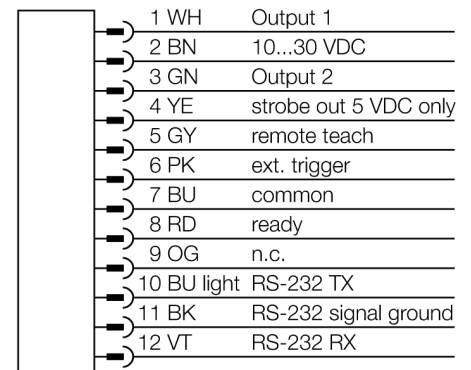 1 WH Output 1
2 BN 10...30 VDC
3 GN Output 2
4 YE strobe out 5 VDC only
5 GY remote teach
6 PK ext. trigger
7 BU common
8 RD ready
9 OG n.c.
10 BU light RS-232 TX
11 BK RS-232 signal ground
12 VT RS-232 RX